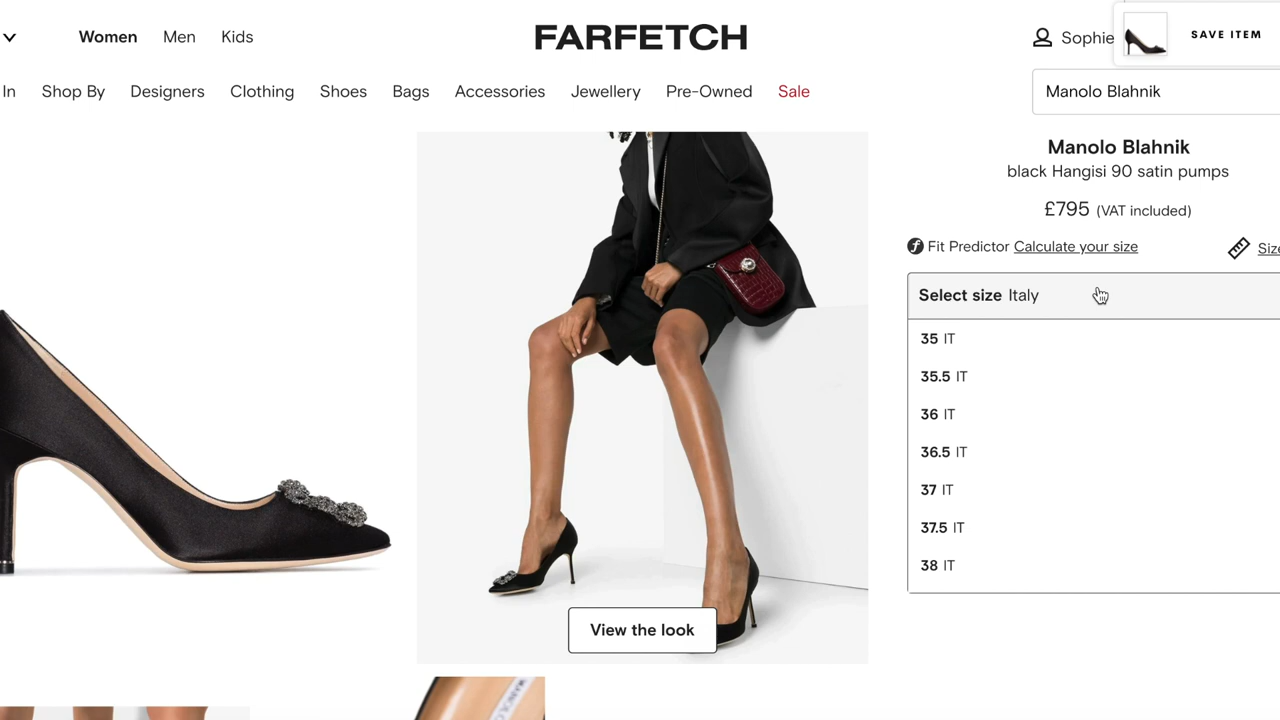 Women Men Kids
FARFETCH
Sophie
SAVE ITEM
In Shop By Designers Clothing Shoes Bags Accessories Jewellery Pre-Owned Sale
Manolo Blahnik
Manolo Blahnik
black Hangisi 90 satin pumps
£795 (VAT included)
Fit Predictor Calculate your size
Size
Select size Italy
35 IT
35.5 IT
36 IT
36.5 IT
37 IT
37.5 IT
38 IT
View the look